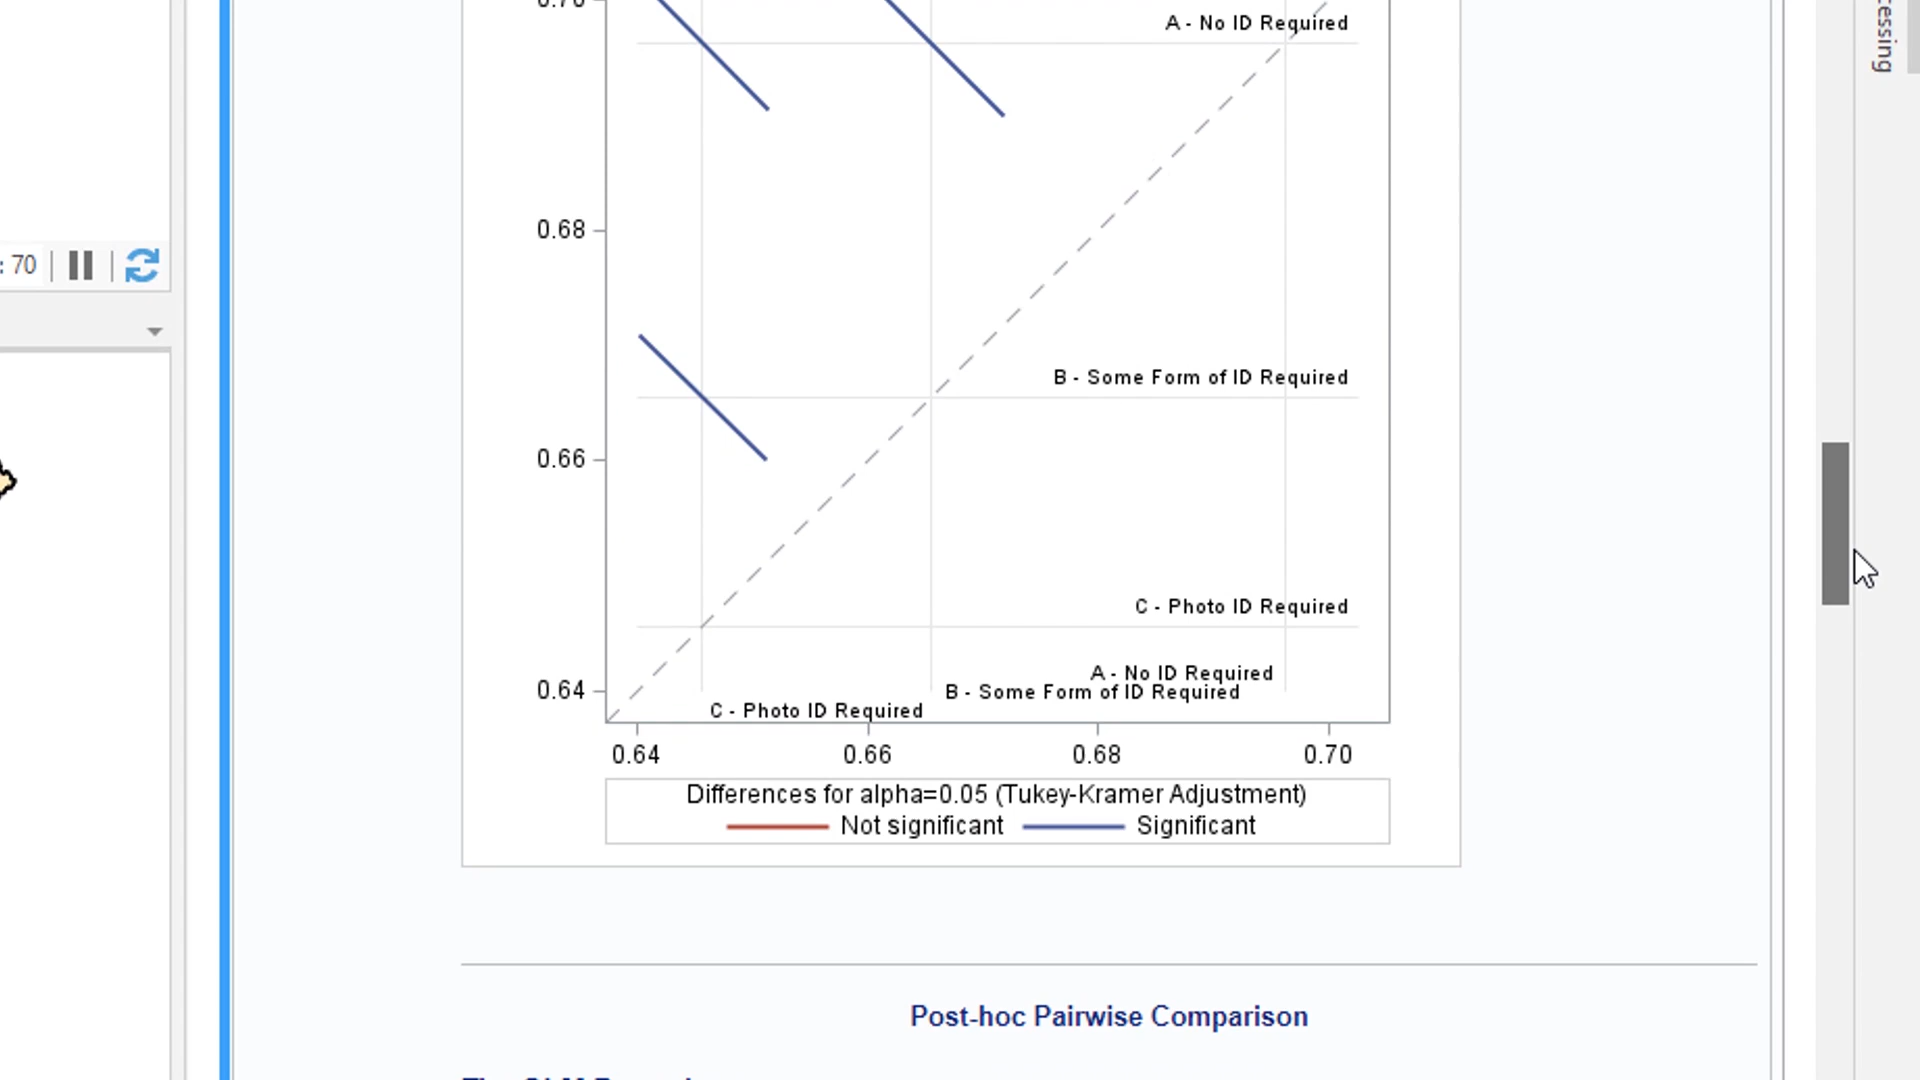 cessing
A - No ID Required
0.68
: 70
B - Some Form of ID Required
0.66
C - Photo ID Required
A - No ID Required
0.64
B - Some Form of ID Required
C - Photo ID Required
0.64 0.66 0.68 0.70
Differences for alpha=0.05 (Tukey-Kramer Adjustment)
Not significant Significant
Post-hoc Pairwise Comparison